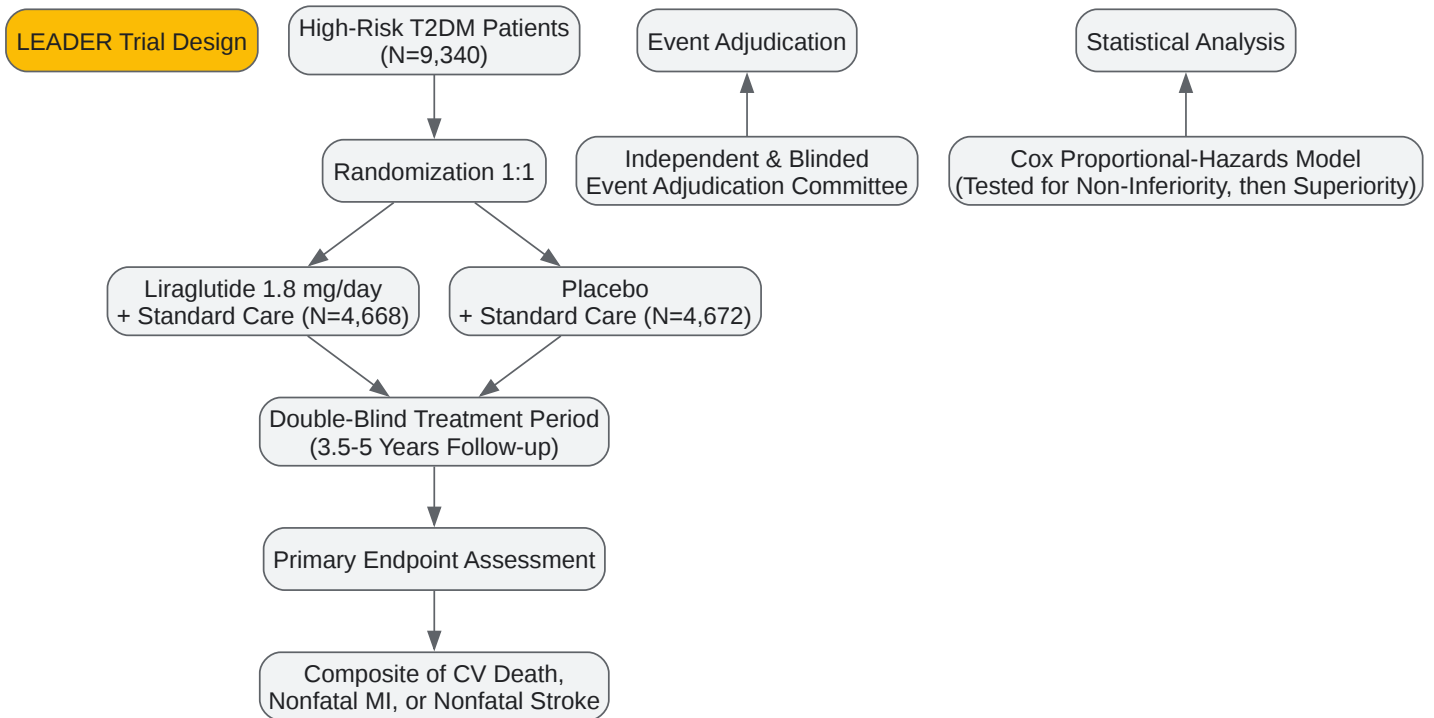 LEADER Trial Design
High-Risk T2DM Patients
(N=9,340)
Event Adjudication
Statistical Analysis
Randomization 1:1
Independent & Blinded
Event Adjudication Committee
Cox Proportional-Hazards Model
(Tested for Non-Inferiority, then Superiority)
Liraglutide 1.8 mg/day
+ Standard Care (N=4,668)
Placebo
+ Standard Care (N=4,672)
Double-Blind Treatment Period
(3.5-5 Years Follow-up)
Primary Endpoint Assessment
Composite of CV Death,
Nonfatal MI, or Nonfatal Stroke